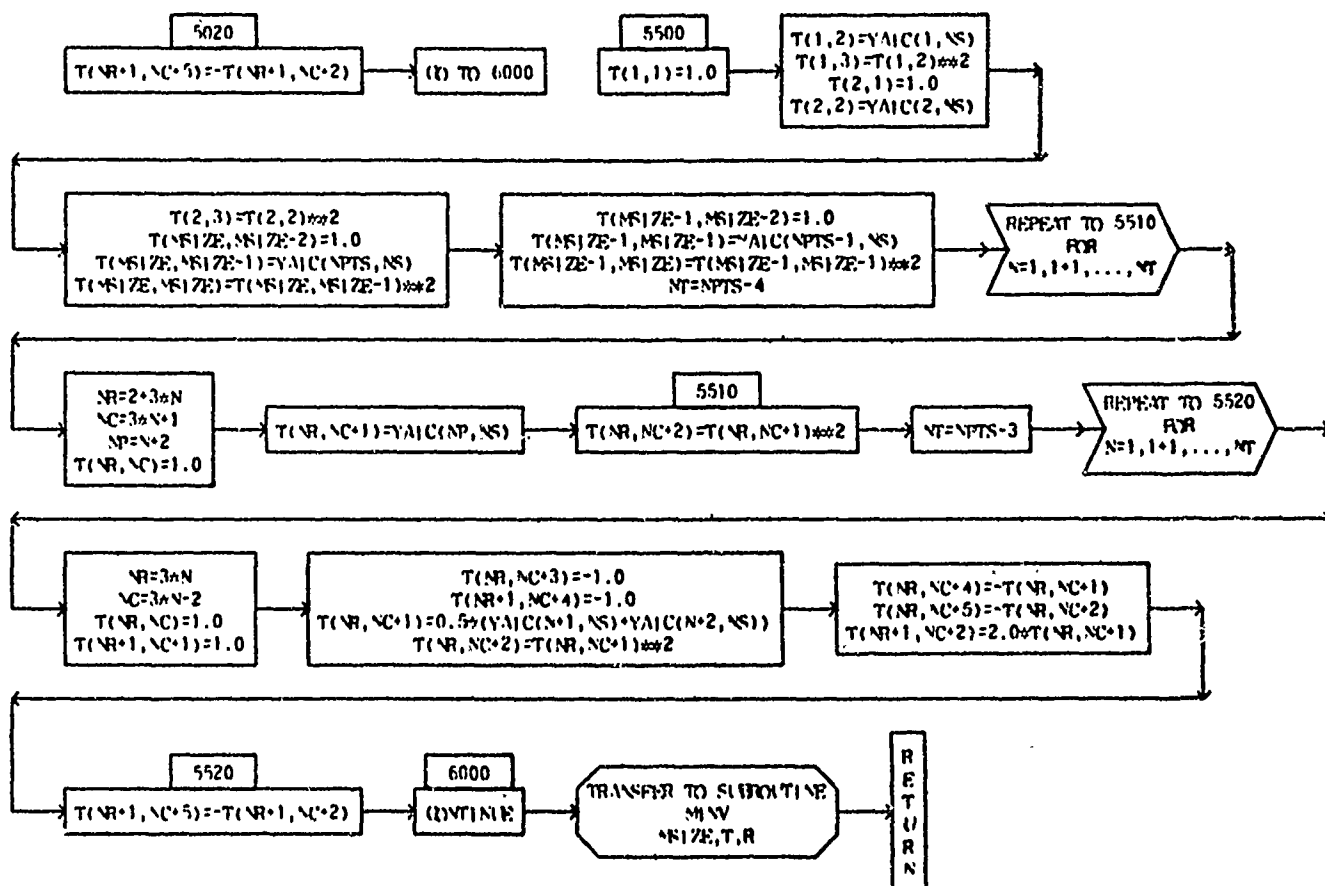 5020
T(NR+1,NC+5)=-T(NR+1,NC+2)
GO TO 6000
5500
T(1,1)=1.0
T(1,2)=YAIC(1,NS)
T(1,3)=T(1,2)**2
T(2,1)=1.0
T(2,2)=YAIC(2,NS)
T(2,3)=T(2,2)**2
T(MSIZE,MSIZE-2)=1.0
T(MSIZE,MSIZE-1)=YAIC(NPTS,NS)
T(MSIZE,MSIZE)=T(MSIZE,MSIZE-1)**2
T(MSIZE-1,MSIZE-2)=1.0
T(MSIZE-1,MSIZE-1)=YAIC(NPTS-1,NS)
T(MSIZE-1,MSIZE)=T(MSIZE-1,MSIZE-1)**2
NT=NPTS-4
REPEAT TO 5510
FOR
N=1,1+1,...,NT
NR=2+3*N
NC=3*N+1
NP=N+2
T(NR,NC)=1.0
T(NR,NC+1)=YAIC(NP,NS)
5510
T(NR,NC+2)=T(NR,NC+1)**2
NT=NPTS-3
REPEAT TO 5520
FOR
N=1,1+1,...,NT
NR=3*N
NC=3*N-2
T(NR,NC)=1.0
T(NR+1,NC+1)=1.0
T(NR,NC+3)=-1.0
T(NR+1,NC+4)=-1.0
T(NR,NC+1)=0.5*(YAIC(N+1,NS)+YAIC(N+2,NS))
T(NR,NC+2)=T(NR,NC+1)**2
T(NR,NC+4)=-T(NR,NC+1)
T(NR,NC+5)=-T(NR,NC+2)
T(NR+1,NC+2)=2.0*T(NR,NC+1)
5520
T(NR+1,NC+5)=-T(NR+1,NC+2)
6000
CONTINUE
TRANSFER TO SUBROUTINE
MINV
MSIZE,T,R
RETURN